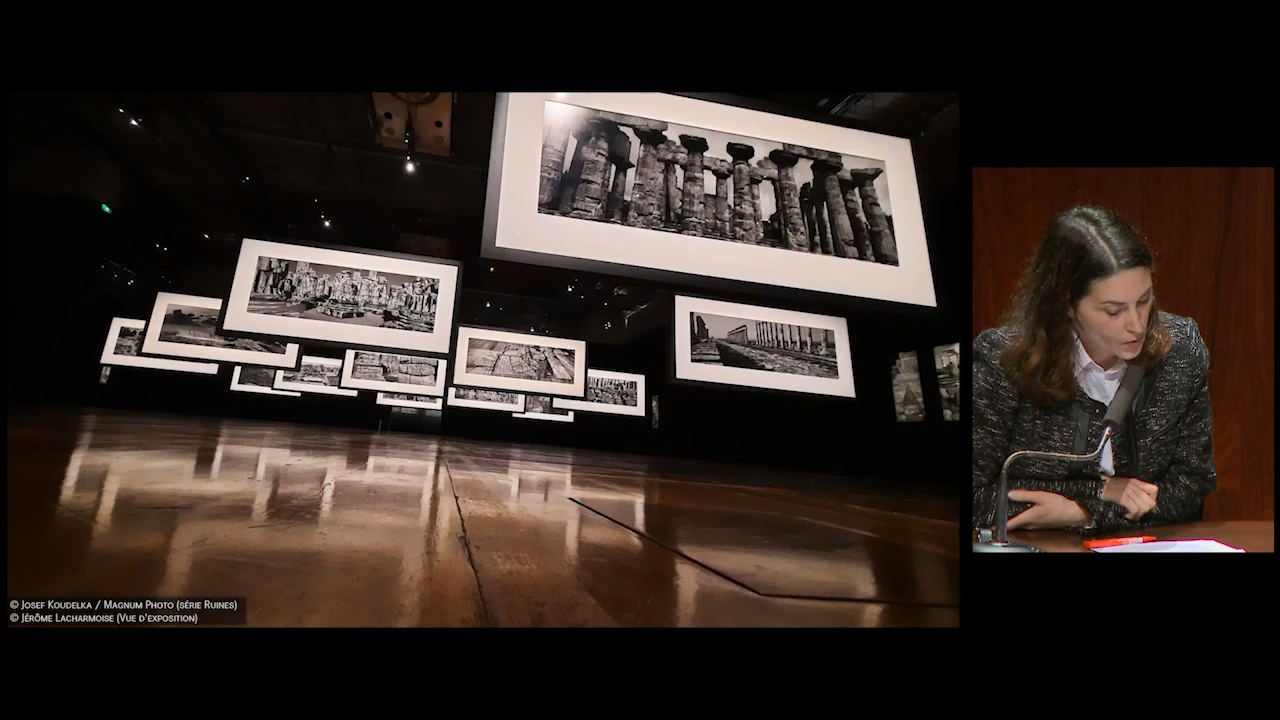 © Josef Koudelka / Magnum Photo (série Ruines)
© Jérôme Lacharmoise (Vue d'exposition)